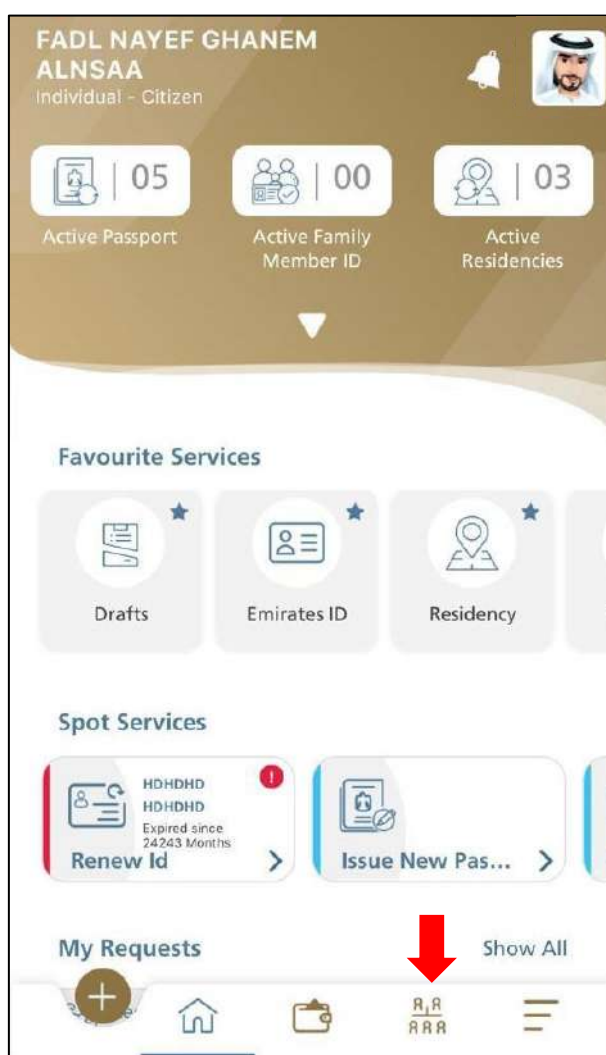 FADL NAYEF GHANEM
ALNSAA
Individual - Citizen
05
00
03
Active Passport
Active Family
Member ID
Active
Residencies
Favourite Services
Drafts
Emirates ID
Residency
Spot Services
HDHDHD
HDHDHD
Expired since
24243 Months
Renew Id
Issue New Pas...
My Requests
Show All